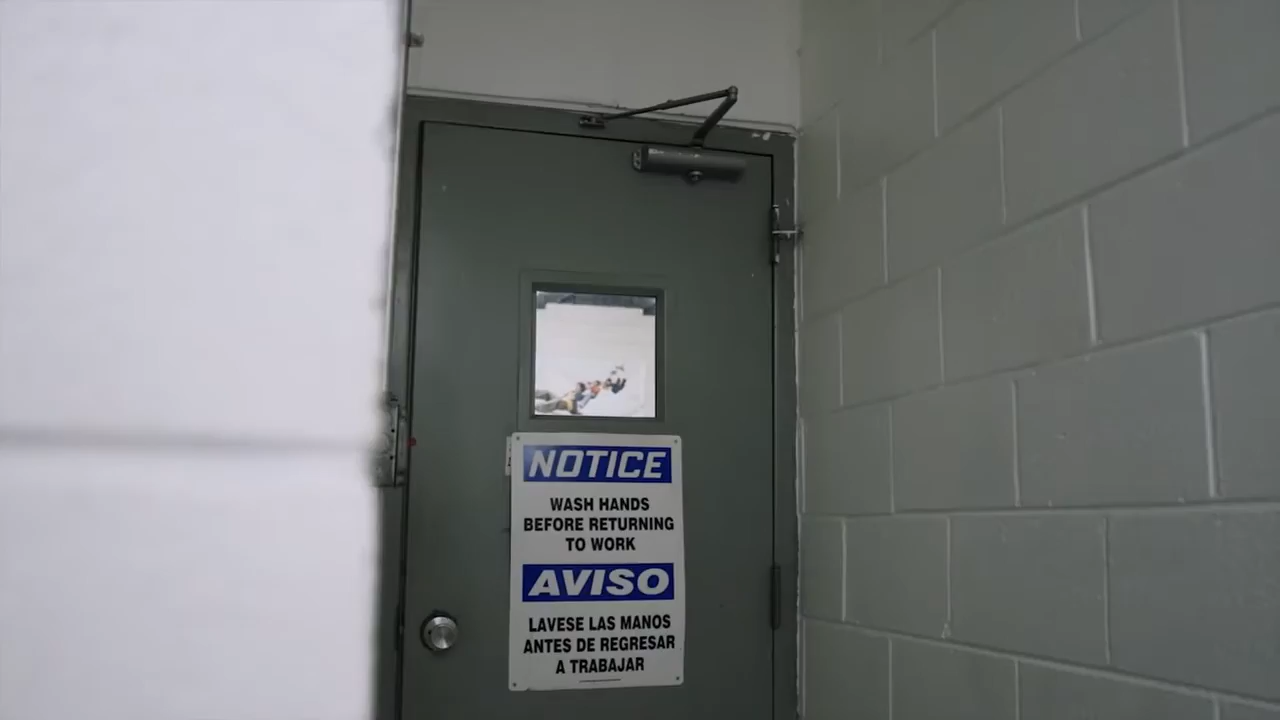 NOTICE
WASH HANDS
BEFORE RETURNING
TO WORK
AVISO
LAVESE LAS MANOS
ANTES DE REGRESAR
A TRABAJAR